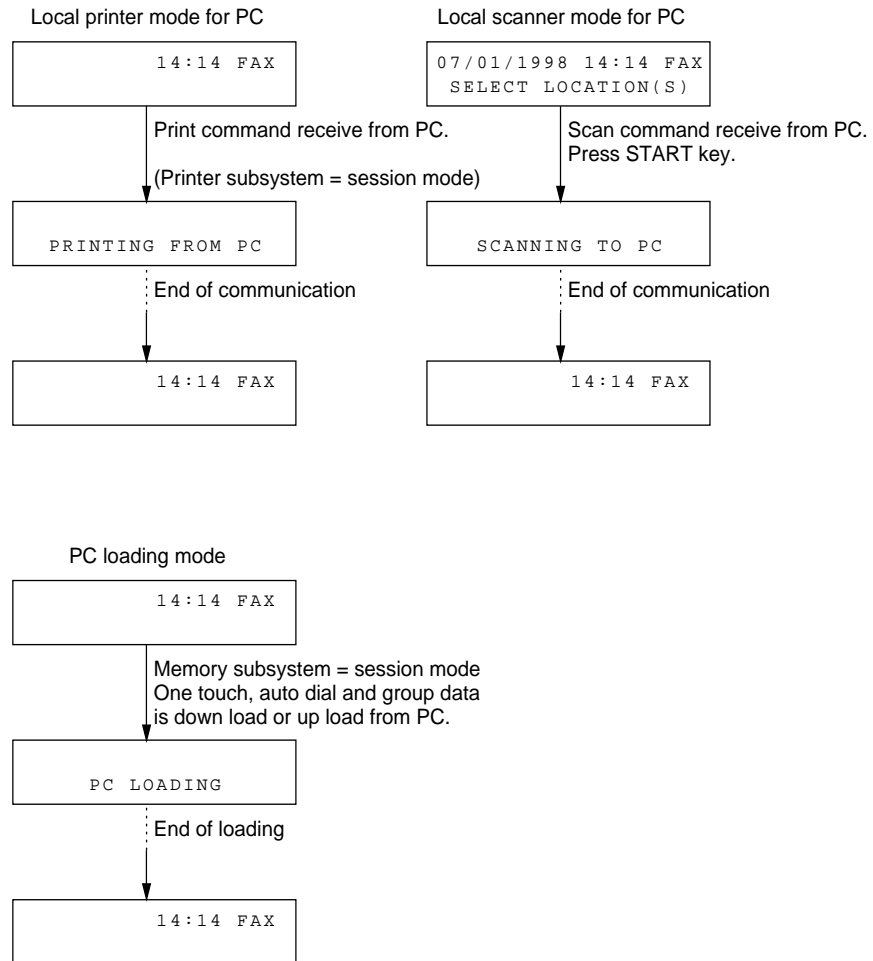 Local printer mode for PC
14:14 FAX
Print command receive from PC.
(Printer subsystem = session mode)
PRINTING FROM PC
End of communication
14:14 FAX
Local scanner mode for PC
07/01/1998 14:14 FAX
SELECT LOCATION(S)
Scan command receive from PC.
Press START key.
SCANNING TO PC
End of communication
14:14 FAX
PC loading mode
14:14 FAX
Memory subsystem = session mode
One touch, auto dial and group data
is down load or up load from PC.
PC LOADING
End of loading
14:14 FAX